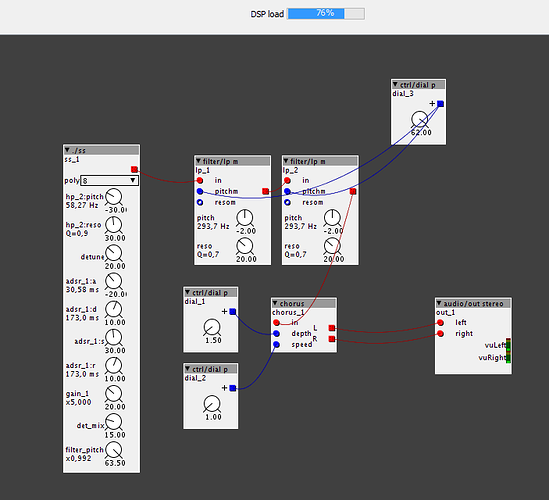 DSP load 76%
▼ctrl/dial p
dial_3
+
62.00
▼./ss
ss_1
poly 8 ▼
hp_2:pitch
58,27 Hz
-30.00
hp_2:reso
Q=0,9
30.00
detune
20.00
adsr_1:a
30,58 ms
-20.00
adsr_1:d
173,0 ms
10.00
adsr_1:s
30.00
adsr_1:r
173,0 ms
10.00
gain_1
x5,000
20.00
det_mix
15.00
filter_pitch
x0,992
63.50
▼filter/lp m
lp_1
in
pitchm
resom
pitch
293,7 Hz
-2.00
reso
Q=0,7
20.00
▼filter/lp m
lp_2
in
pitchm
resom
pitch
293,7 Hz
-2.00
reso
Q=0,7
20.00
▼ctrl/dial p
dial_1
+
1.50
▼ctrl/dial p
dial_2
+
1.00
▼chorus
chorus_1
in L
depth R
speed
▼audio/out stereo
out_1
left
right
vuLeft
vuRight